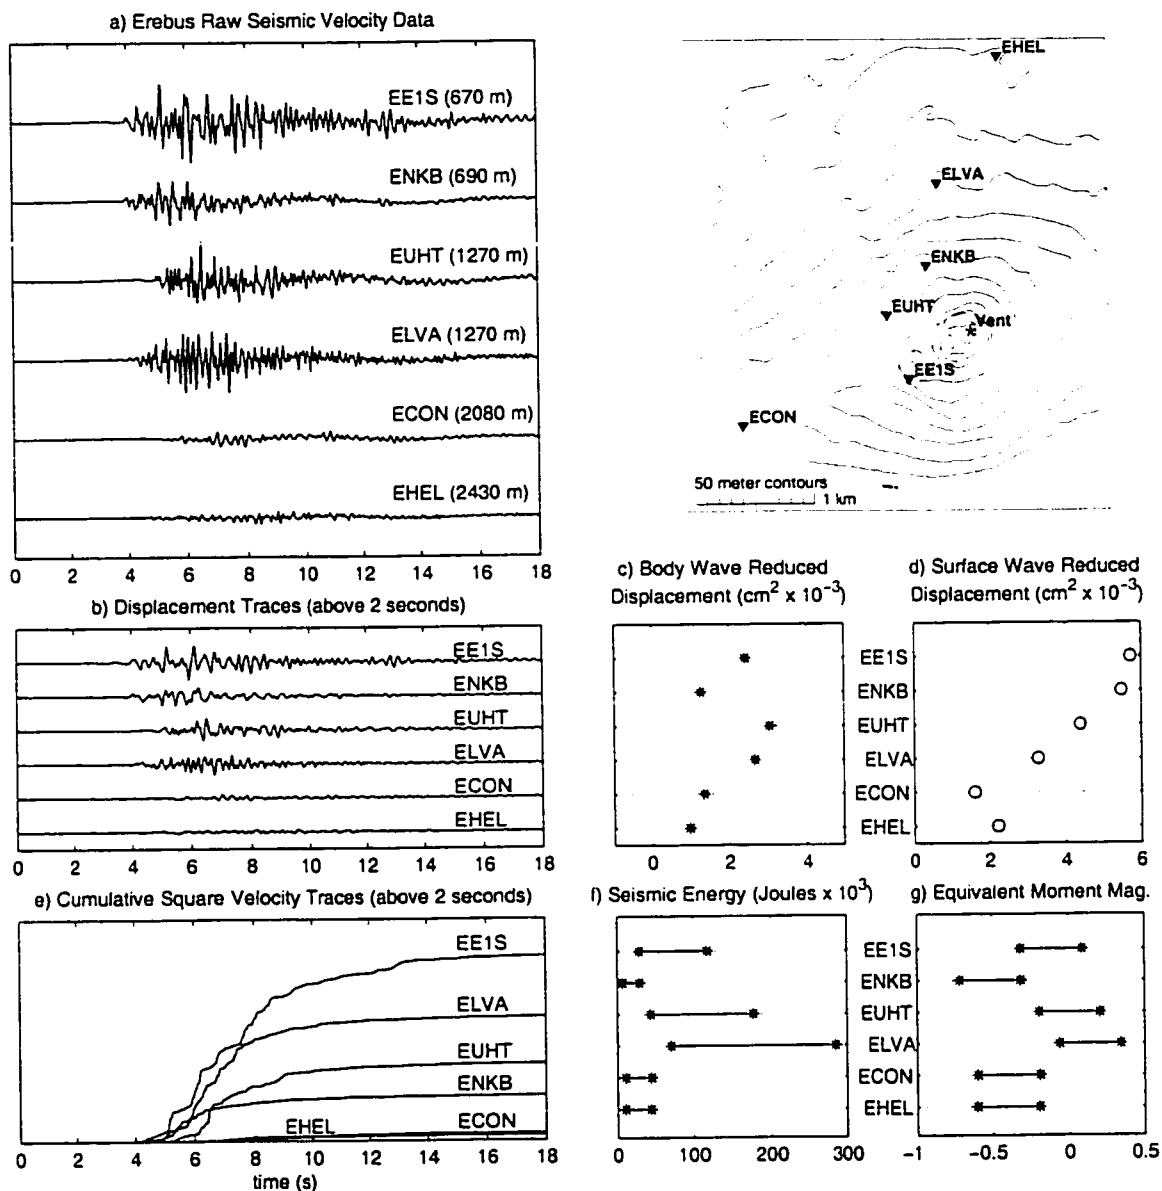 a) Erebus Raw Seismic Velocity Data
EE1S (670 m)
ENKB (690 m)
EUHT (1270 m)
ELVA (1270 m)
ECON (2080 m)
EHEL (2430 m)
0 2 4 6 8 10 12 14 16 18
EHEL
ELVA
ENKB
EUHT
Vent
EE1S
ECON
50 meter contours
1 km
b) Displacement Traces (above 2 seconds)
EE1S
ENKB
EUHT
ELVA
ECON
EHEL
0 2 4 6 8 10 12 14 16 18
c) Body Wave Reduced
Displacement (cm² x 10⁻³)
0 2 4
d) Surface Wave Reduced
Displacement (cm² x 10⁻³)
EE1S
ENKB
EUHT
ELVA
ECON
EHEL
0 2 4 6
e) Cumulative Square Velocity Traces (above 2 seconds)
EE1S
ELVA
EUHT
ENKB
EHEL
ECON
0 2 4 6 8 10 12 14 16 18
time (s)
f) Seismic Energy (Joules x 10³)
0 100 200 300
g) Equivalent Moment Mag.
EE1S
ENKB
EUHT
ELVA
ECON
EHEL
-1 -0.5 0 0.5